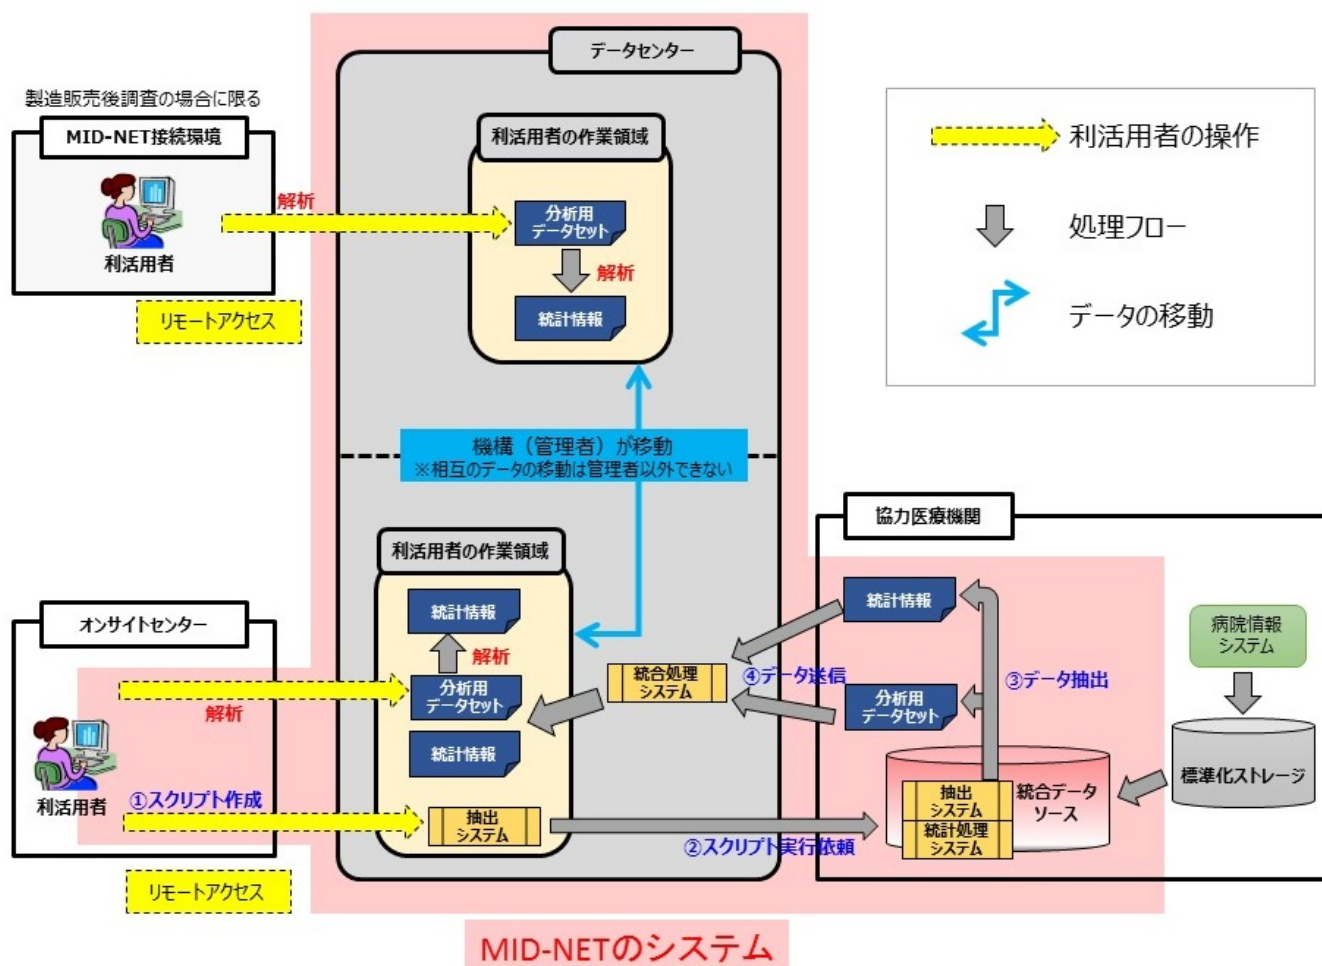 データセンター
製造販売後調査の場合に限る
MID-NET接続環境
利活用者
リモートアクセス
解析
利活用者の作業領域
分析用
データセット
解析
統計情報
利活用者の操作
処理フロー
データの移動
機構（管理者）が移動
※相互のデータの移動は管理者以外できない
オンサイトセンター
利活用者
解析
①スクリプト作成
リモートアクセス
利活用者の作業領域
統計情報
解析
分析用
データセット
統計情報
抽出
システム
統合処理
システム
④データ送信
②スクリプト実行依頼
協力医療機関
統計情報
分析用
データセット
③データ抽出
抽出
システム
統計処理
システム
統合データ
ソース
病院情報
システム
標準化ストレージ
MID-NETのシステム